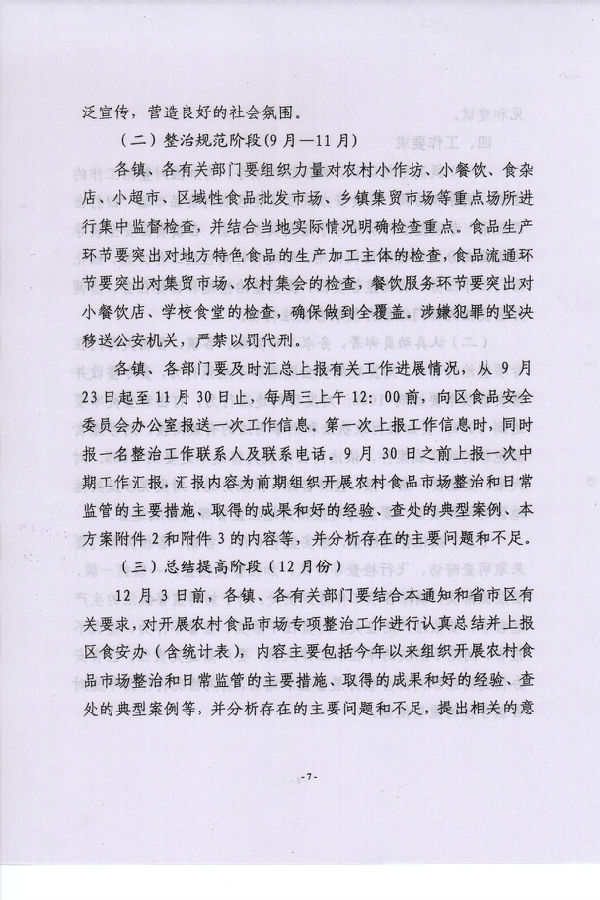 泛宣传，营造良好的社会氛围。
（二）整治规范阶段(9月—11月)
各镇、各有关部门要组织力量对农村小作坊、小餐饮、食杂
店、小超市、区域性食品批发市场、乡镇集贸市场等重点场所进
行集中监督检查，并结合当地实际情况明确检查重点。食品生产
环节要突出对地方特色食品的生产加工主体的检查，食品流通环
节要突出对集贸市场、农村集会的检查，餐饮服务环节要突出对
小餐饮店、学校食堂的检查，确保做到全覆盖。涉嫌犯罪的坚决
移送公安机关，严禁以罚代刑。
各镇、各部门要及时汇总上报有关工作进展情况，从 9 月
23 日起至 11 月 30 日止，每周三上午 12：00 前，向区食品安全
委员会办公室报送一次工作信息。第一次上报工作信息时，同时
报一名整治工作联系人及联系电话。9 月 30 日之前上报一次中
期工作汇报，汇报内容为前期组织开展农村食品市场整治和日常
监管的主要措施、取得的成果和好的经验、查处的典型案例、本
方案附件 2 和附件 3 的内容等，并分析存在的主要问题和不足。
（三）总结提高阶段（12 月份）
12 月 3 日前，各镇、各有关部门要结合本通知和省市区有
关要求，对开展农村食品市场专项整治工作进行认真总结并上报
区食安办（含统计表），内容主要包括今年以来组织开展农村食
品市场整治和日常监管的主要措施、取得的成果和好的经验、查
处的典型案例等，并分析存在的主要问题和不足，提出相关的意
-7-